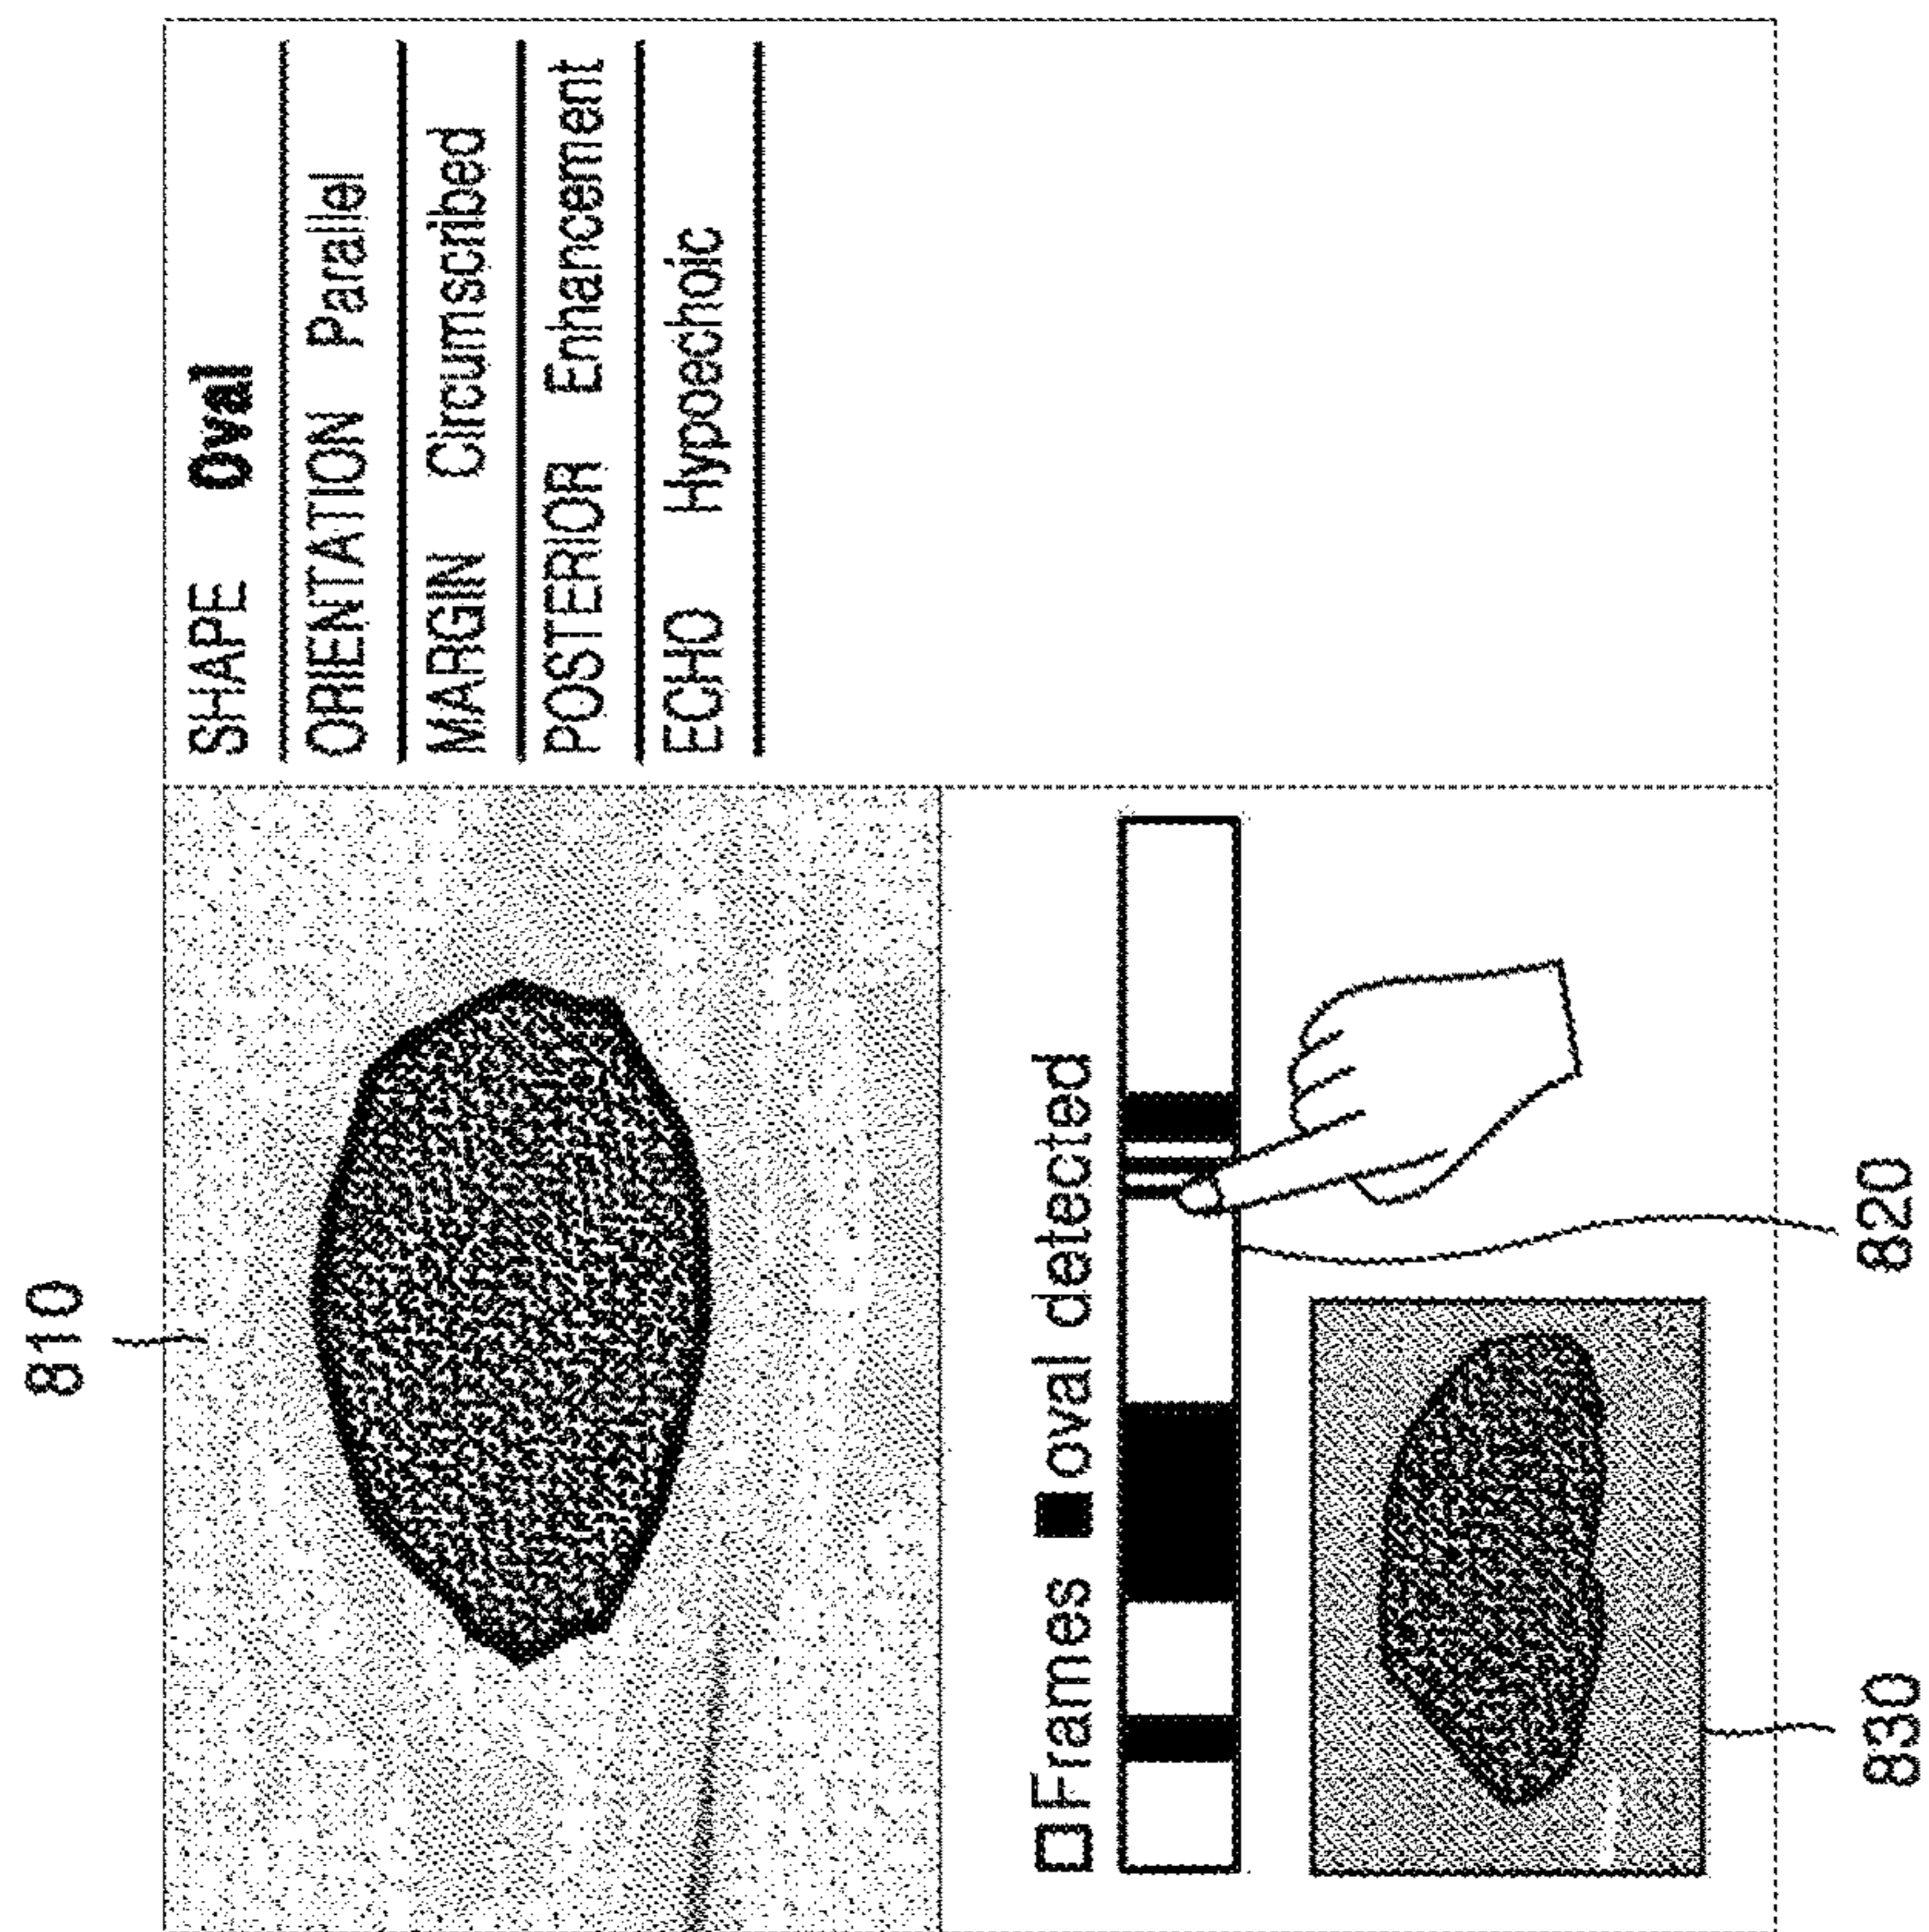 810
SHAPE Oval
ORIENTATION Parallel
MARGIN Circumscribed
POSTERIOR Enhancement
ECHO Hypoechoic
Frames oval detected
820
830